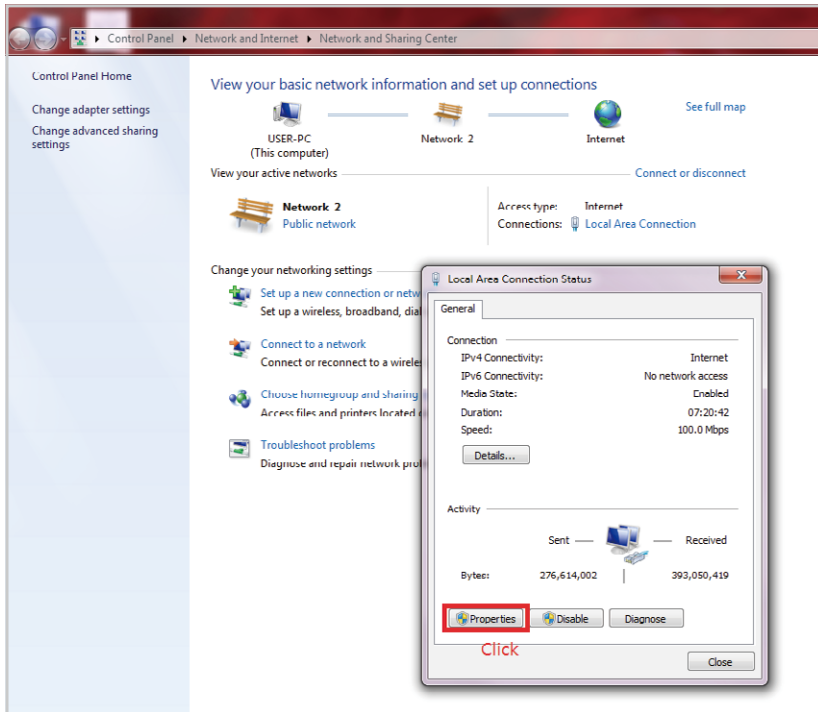 Control Panel ▸ Network and Internet ▸ Network and Sharing Center
Control Panel Home
Change adapter settings
Change advanced sharing
settings
View your basic network information and set up connections
See full map
USER-PC
(This computer)
Network 2
Internet
View your active networks
Connect or disconnect
Network 2
Public network
Access type: Internet
Connections: Local Area Connection
Change your networking settings
Set up a new connection or netw
Set up a wireless, broadband, dial
Connect to a network
Connect or reconnect to a wirele
Choose homegroup and sharing
Access files and printers located
Troubleshoot problems
Diagnose and repair network prol
Local Area Connection Status
General
Connection
IPv4 Connectivity: Internet
IPv6 Connectivity: No network access
Media State: Enabled
Duration: 07:20:42
Speed: 100.0 Mbps
Details...
Activity
Sent Received
Bytes: 276,614,002 393,050,419
Properties Disable Diagnose
Click
Close